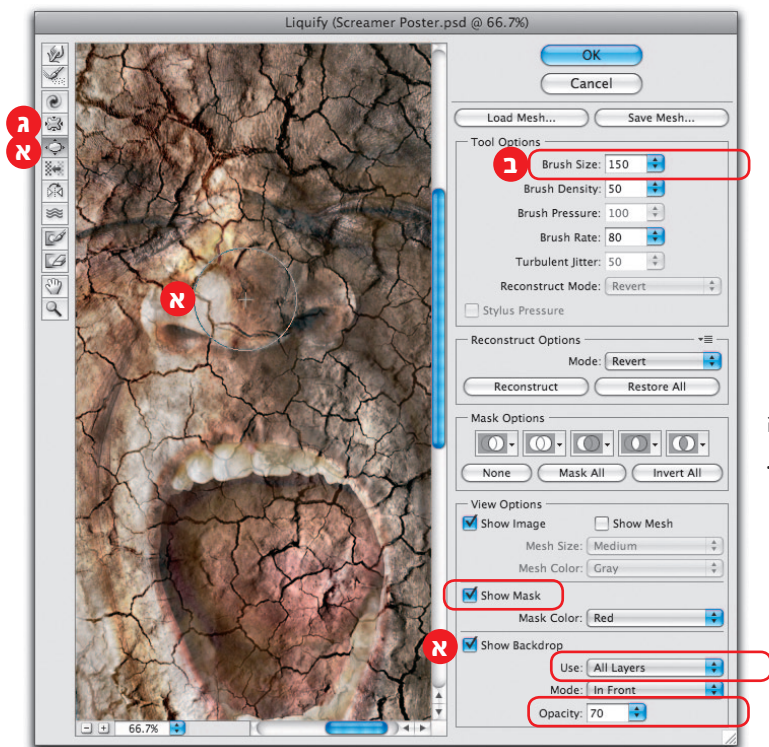 Liquify (Screamer Poster.psd @ 66.7%)
OK
Cancel
Load Mesh... Save Mesh...
Tool Options
ב Brush Size: 150
Brush Density: 50
Brush Pressure: 100
Brush Rate: 80
Turbulent Jitter: 50
Reconstruct Mode: Revert
Stylus Pressure
Reconstruct Options
Mode: Revert
Reconstruct Restore All
Mask Options
None Mask All Invert All
View Options
Show Image Show Mesh
Mesh Size: Medium
Mesh Color: Gray
Show Mask
Mask Color: Red
א Show Backdrop
Use: All Layers
Mode: In Front
Opacity: 70
ג
א
א
66.7%